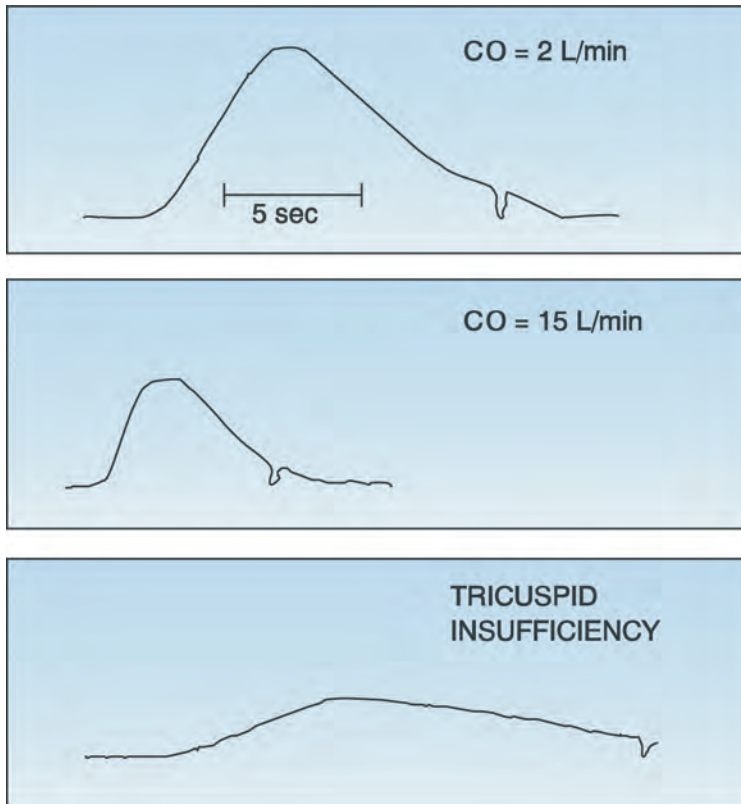 CO = 2 L/min
5 sec
CO = 15 L/min
TRICUSPID
INSUFFICIENCY